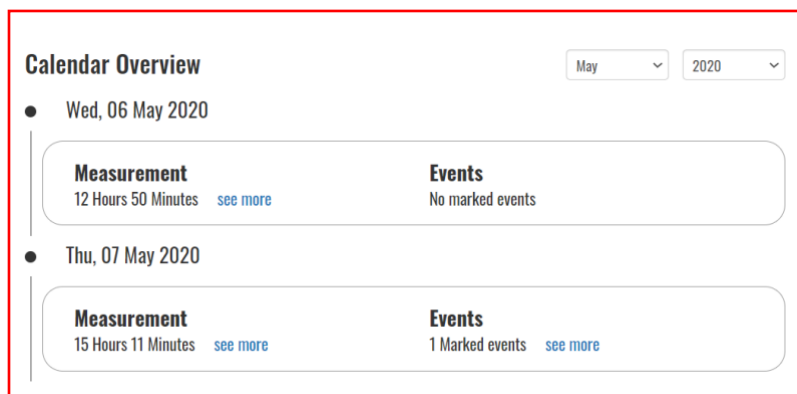 Calendar Overview
May
2020
Wed, 06 May 2020
Measurement
Events
12 Hours 50 Minutes see more
No marked events
Thu, 07 May 2020
Measurement
Events
15 Hours 11 Minutes see more
1 Marked events see more